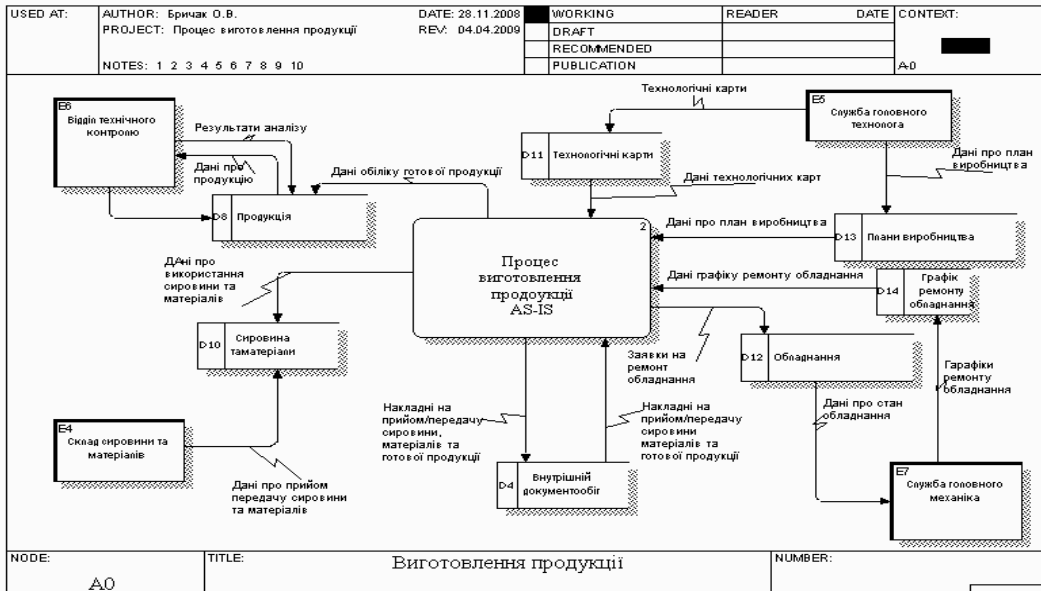 USED AT:
AUTHOR: Бричак О.В.
DATE: 28.11.2008
PROJECT: Процес виготовлення продукції
REV: 04.04.2009
NOTES: 1 2 3 4 5 6 7 8 9 10
WORKING
DRAFT
RECOMMENDED
PUBLICATION
READER
DATE
CONTEXT:
A-0
E6
Відділ технічного
контролю
Результати аналізу
Дані про
продукцію
D8
Продукція
Дані обліку готової продукції
Технологічні карти
D11
Технологічні карти
Дані технологічних карт
E5
Служба головного
технолога
Дані про план
виробництва
Дані про план виробництва
D13
Плани виробництва
2
Процес
виготовлення
продоукції
AS-IS
Дані графіку ремонту обладнання
D14
Графік
ремонту
обладнання
ДАні про
використання
сировини та
матеріалів
D10
Сировина
таматеріали
Заявки на
ремонт
обладнання
D12
Обладнання
Гарафіки
ремонту
обладнання
Дані про стан
обладнання
Накладні на
прийом/передачу
сировини,
матеріалів та
готової продукції
Накладні на
прийом/передачу
сировини
матеріалів та
готової продукції
E4
Склад сировини та
матеріалів
Дані про прийом
передачу сировини
та матеріалів
D4
Внутрішній
документообіг
E7
Служба головного
механіка
NODE:
A0
TITLE:
Виготовлення продукції
NUMBER: